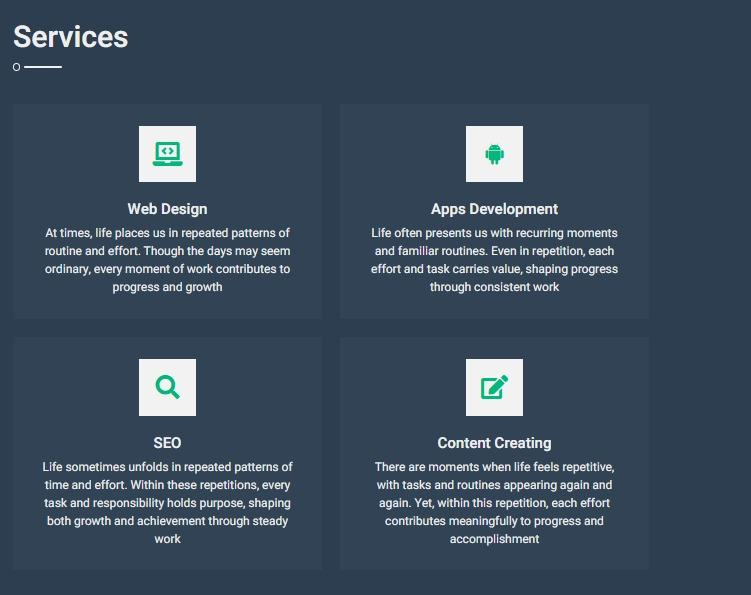 Services
Web Design
At times, life places us in repeated patterns of
routine and effort. Though the days may seem
ordinary, every moment of work contributes to
progress and growth
Apps Development
Life often presents us with recurring moments
and familiar routines. Even in repetition, each
effort and task carries value, shaping progress
through consistent work
SEO
Life sometimes unfolds in repeated patterns of
time and effort. Within these repetitions, every
task and responsibility holds purpose, shaping
both growth and achievement through steady
work
Content Creating
There are moments when life feels repetitive,
with tasks and routines appearing again and
again. Yet, within this repetition, each effort
contributes meaningfully to progress and
accomplishment